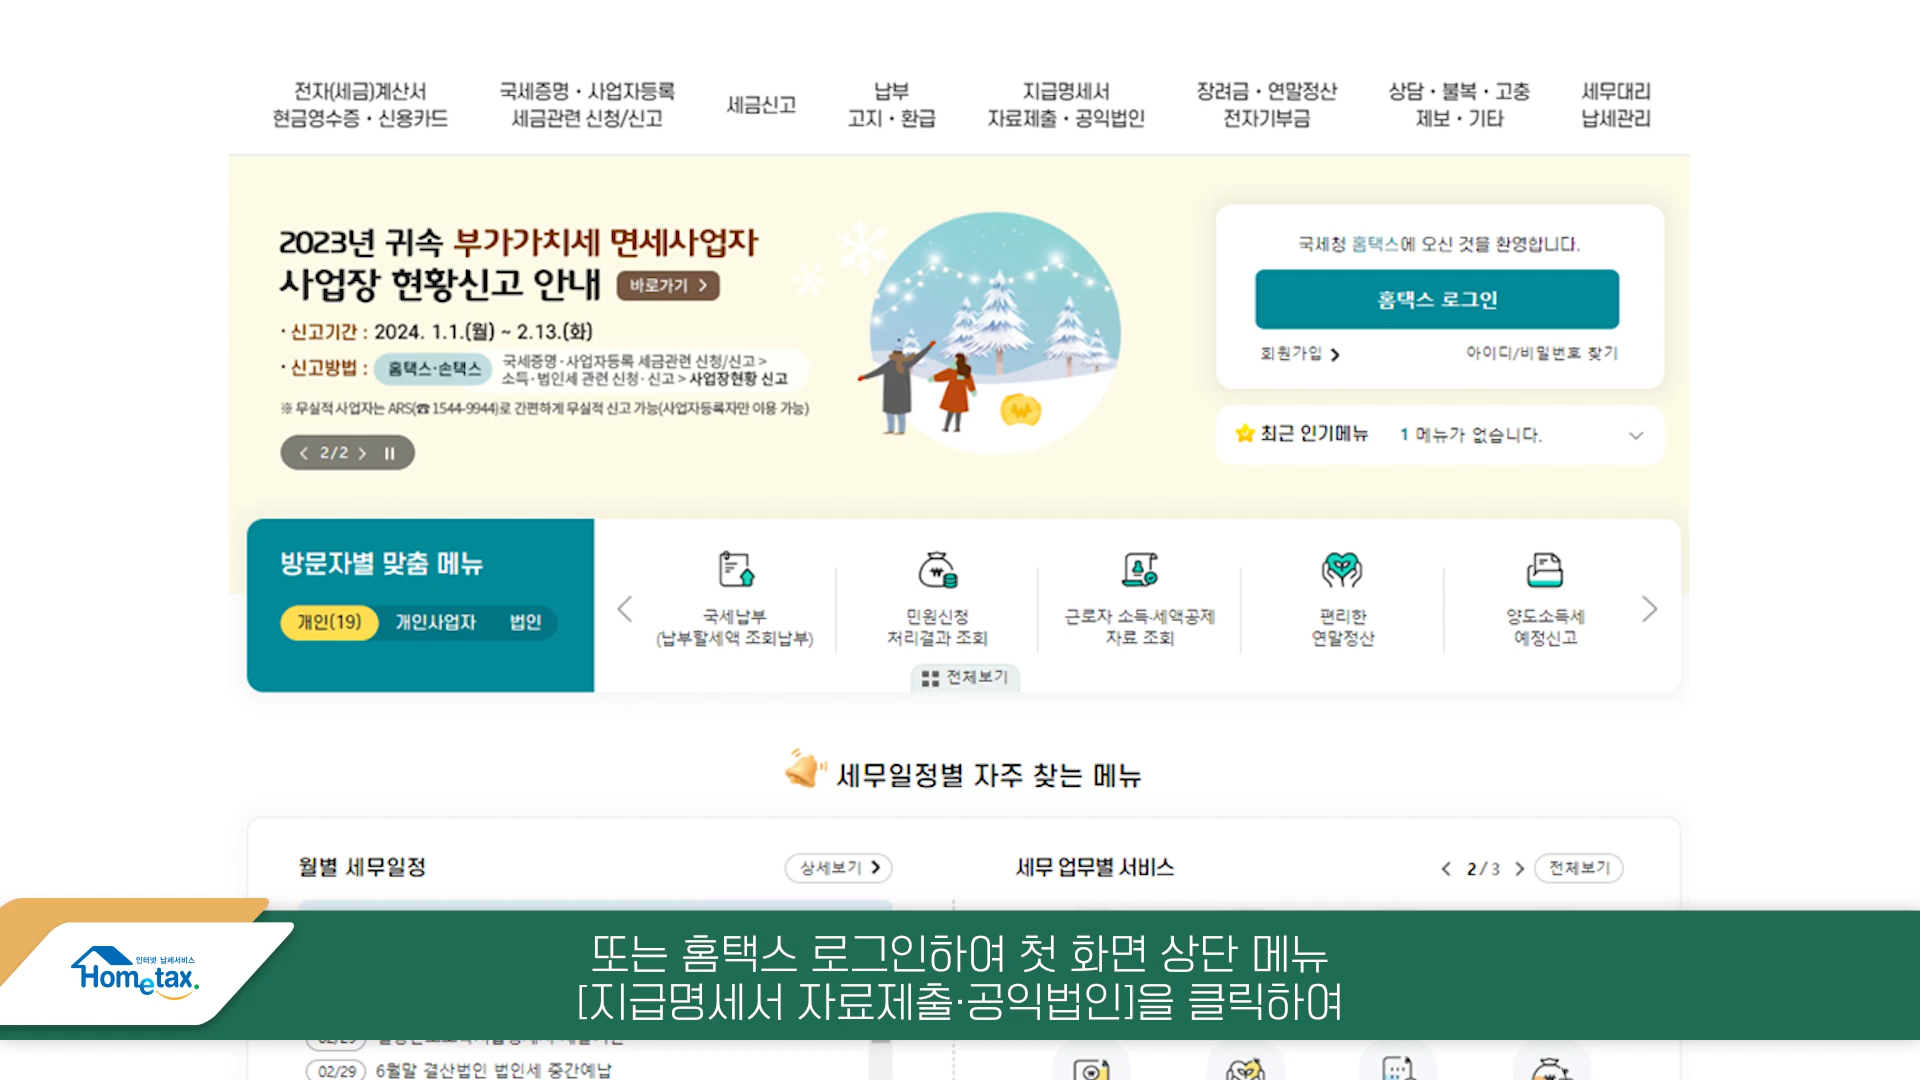 전자(세금)계산서
현금영수증·신용카드
국세증명·사업자등록
세금관련 신청/신고
세금신고
납부
고지·환급
지급명세서
자료제출·공익법인
장려금·연말정산
전자기부금
상담·불복·고충
제보·기타
세무대리
납세관리
2023년 귀속 부가가치세 면세사업자
사업장 현황신고 안내 바로가기 >
· 신고기간 : 2024. 1.1.(월) ~ 2.13.(화)
· 신고방법 : 홈택스·손택스
국세증명·사업자등록 세금관련 신청/신고 >
소득·법인세 관련 신청·신고 > 사업장현황 신고
※ 무실적 사업자는 ARS(☎ 1544-9944)로 간편하게 무실적 신고 가능(사업자등록자만 이용 가능)
< 2/2 >
국세청 홈택스에 오신 것을 환영합니다.
홈택스 로그인
회원가입 >
아이디/비밀번호 찾기
최근 인기메뉴
1 메뉴가 없습니다.
방문자별 맞춤 메뉴
개인(19) 개인사업자 법인
국세납부
(납부할세액 조회납부)
민원신청
처리결과 조회
근로자 소득·세액공제
자료 조회
편리한
연말정산
양도소득세
예정신고
전체보기
세무일정별 자주 찾는 메뉴
월별 세무일정
상세보기 >
세무 업무별 서비스
< 2/3 >
전체보기
인터넷 납세서비스
Hometax.
또는 홈택스 로그인하여 첫 화면 상단 메뉴
[지급명세서 자료제출·공익법인]을 클릭하여
02/29 6월말 결산법인 법인세 중간예납